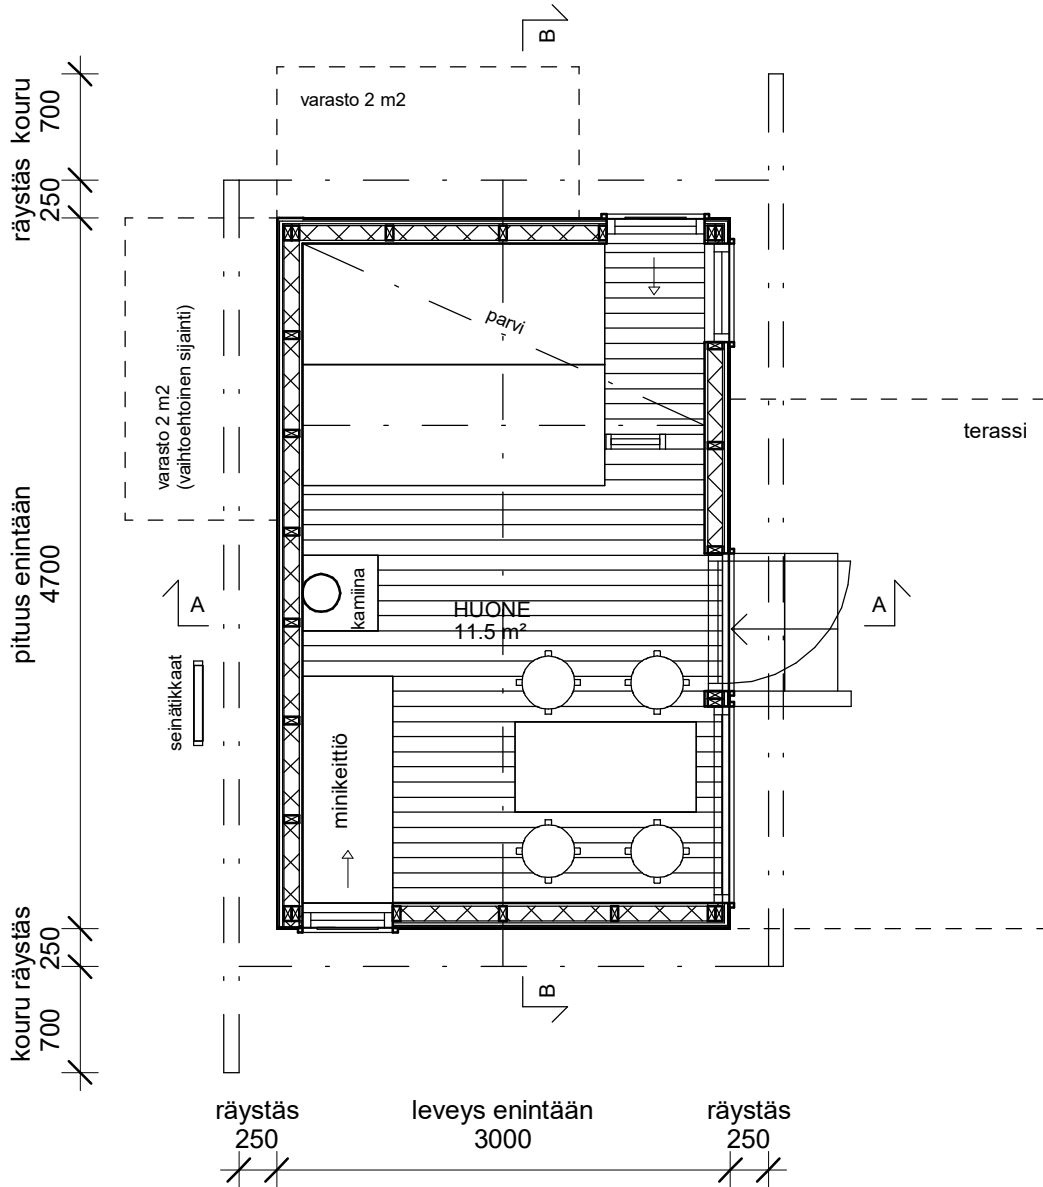 B
varasto 2 m2
kouru
700
räystäs
250
varasto 2 m2
(vaihtoehtoinen sijainti)
parvi
terassi
pituus enintään
4700
A
kamiina
HUONE
11.5 m²
A
seinätikkaat
minikeittiö
räystäs
250
kouru
700
B
räystäs
250
leveys enintään
3000
räystäs
250